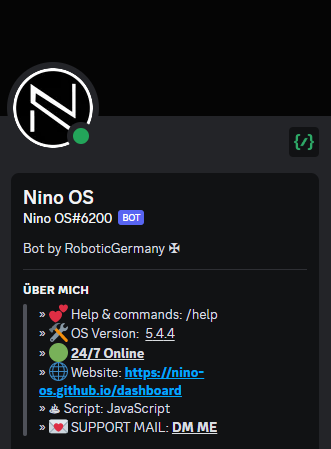 Nino OS
Nino OS#6200 BOT
Bot by RoboticGermany ✠
ÜBER MICH
» 💕 Help & commands: /help
» 🛠️ OS Version: 5.4.4
» 🟢 24/7 Online
» 🌐 Website: https://nino-
os.github.io/dashboard
» ☕ Script: JavaScript
» 💌 SUPPORT MAIL: DM ME